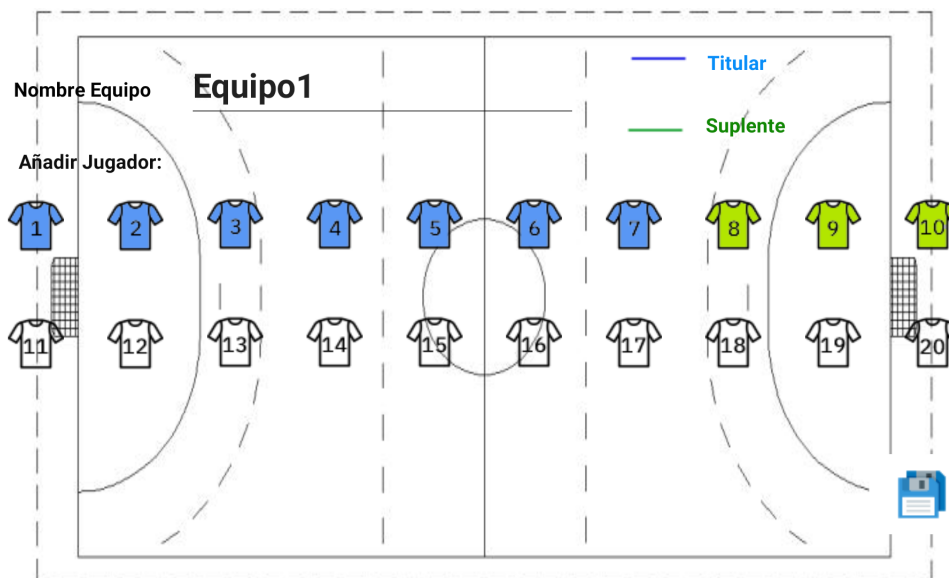 Titular
Nombre Equipo Equipo1
Suplente
Añadir Jugador:
1 2 3 4 5 6 7 8 9 10
11 12 13 14 15 16 17 18 19 20